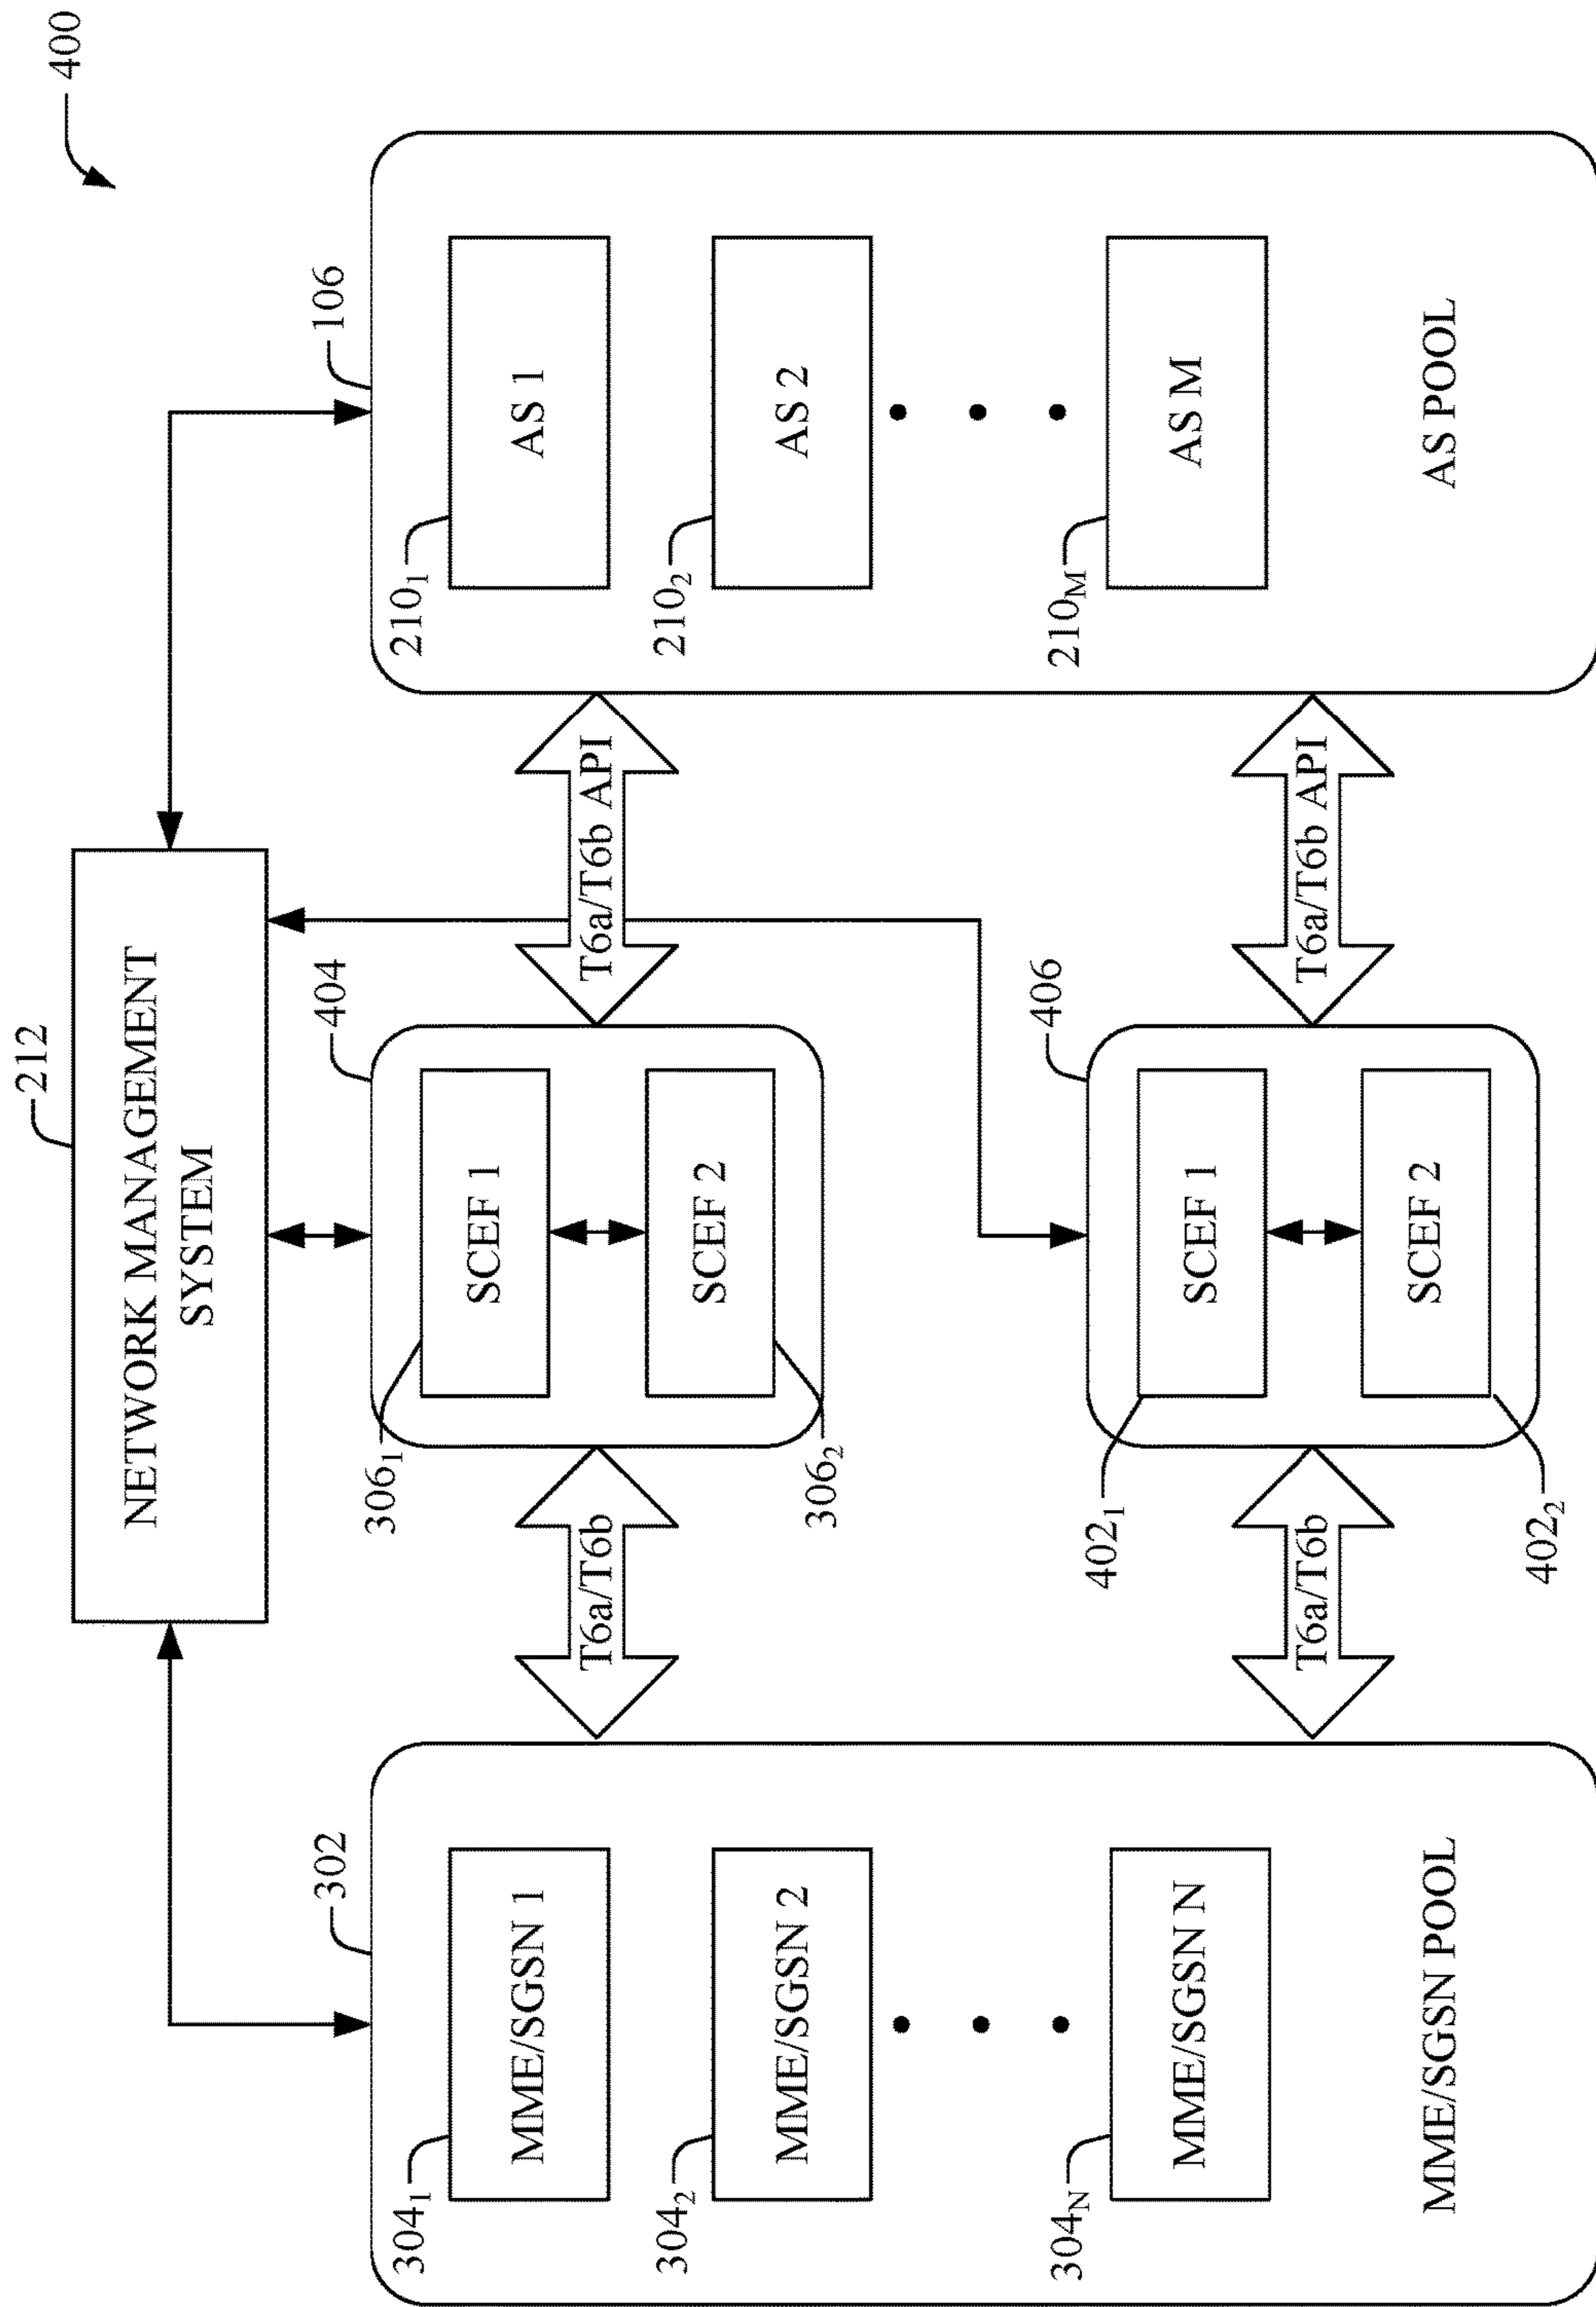 400
212
NETWORK MANAGEMENT
SYSTEM
302
304₁
MME/SGSN 1
304₂
MME/SGSN 2
304N
MME/SGSN N
MME/SGSN POOL
T6a/T6b
T6a/T6b
404
306₁
SCEF 1
SCEF 2
306₂
406
402₁
SCEF 1
SCEF 2
402₂
T6a/T6b API
T6a/T6b API
106
210₁
AS 1
210₂
AS 2
210M
AS M
AS POOL